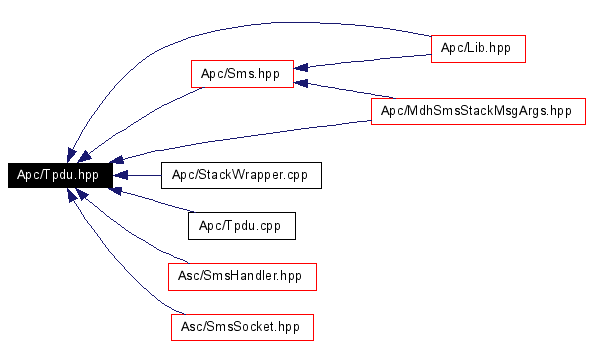 Apc/Lib.hpp
Apc/Sms.hpp
Apc/MdhSmsStackMsgArgs.hpp
Apc/Tpdu.hpp
Apc/StackWrapper.cpp
Apc/Tpdu.cpp
Asc/SmsHandler.hpp
Asc/SmsSocket.hpp